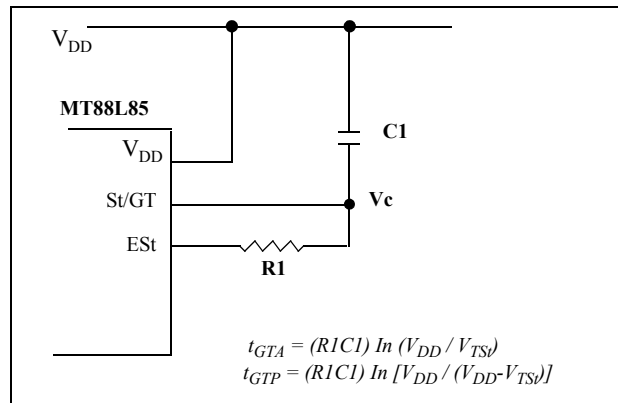 VDD
MT88L85
C1
VDD
St/GT
Vc
ESt
R1
tGTA = (R1C1) In (VDD / VTSt)
tGTP = (R1C1) In [VDD / (VDD-VTSt)]